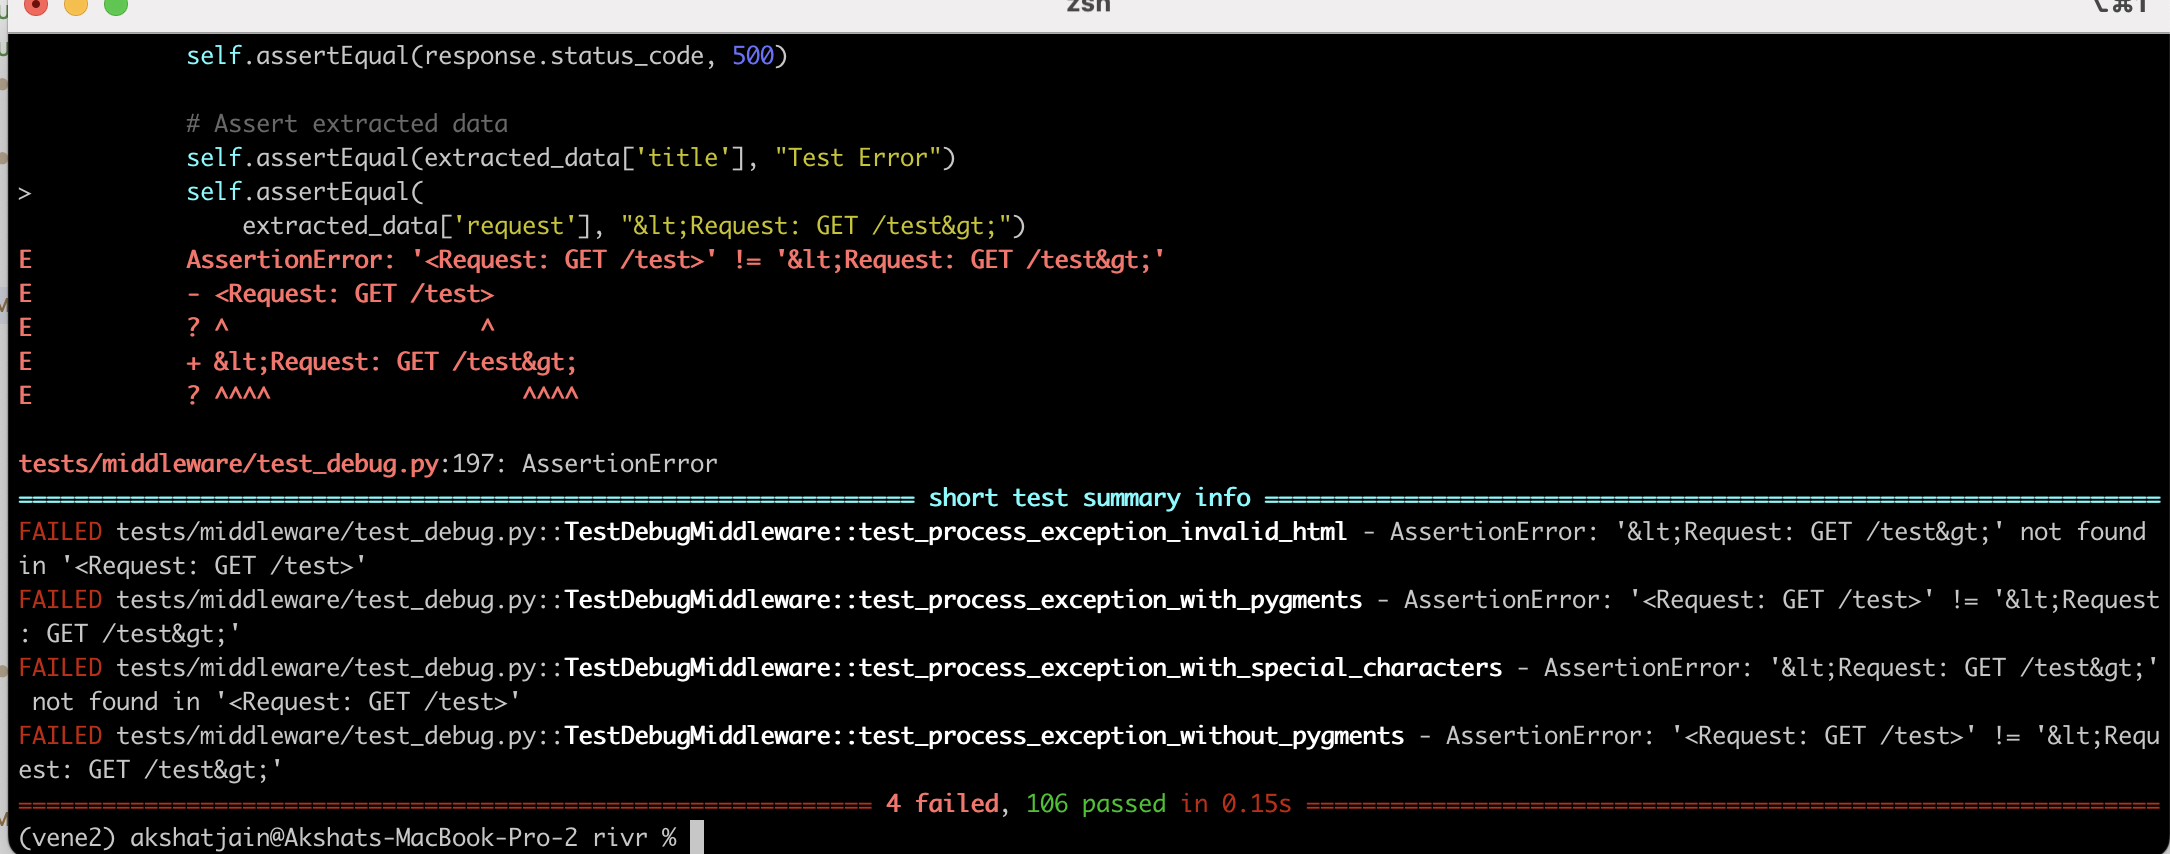 zsh
⌥⌘1
self.assertEqual(response.status_code, 500)
# Assert extracted data
self.assertEqual(extracted_data['title'], "Test Error")
> self.assertEqual(
extracted_data['request'], "&lt;Request: GET /test&gt;")
E AssertionError: '<Request: GET /test>' != '&lt;Request: GET /test&gt;'
E - <Request: GET /test>
E ? ^                  ^
E + &lt;Request: GET /test&gt;
E ? ^^^^                  ^^^^
tests/middleware/test_debug.py:197: AssertionError
================================================================ short test summary info ================================================================
FAILED tests/middleware/test_debug.py::TestDebugMiddleware::test_process_exception_invalid_html - AssertionError: '&lt;Request: GET /test&gt;' not found
in '<Request: GET /test>'
FAILED tests/middleware/test_debug.py::TestDebugMiddleware::test_process_exception_with_pygments - AssertionError: '<Request: GET /test>' != '&lt;Request
: GET /test&gt;'
FAILED tests/middleware/test_debug.py::TestDebugMiddleware::test_process_exception_with_special_characters - AssertionError: '&lt;Request: GET /test&gt;'
not found in '<Request: GET /test>'
FAILED tests/middleware/test_debug.py::TestDebugMiddleware::test_process_exception_without_pygments - AssertionError: '<Request: GET /test>' != '&lt;Requ
est: GET /test&gt;'
============================================================= 4 failed, 106 passed in 0.15s =============================================================
(vene2) akshatjain@Akshats-MacBook-Pro-2 rivr %